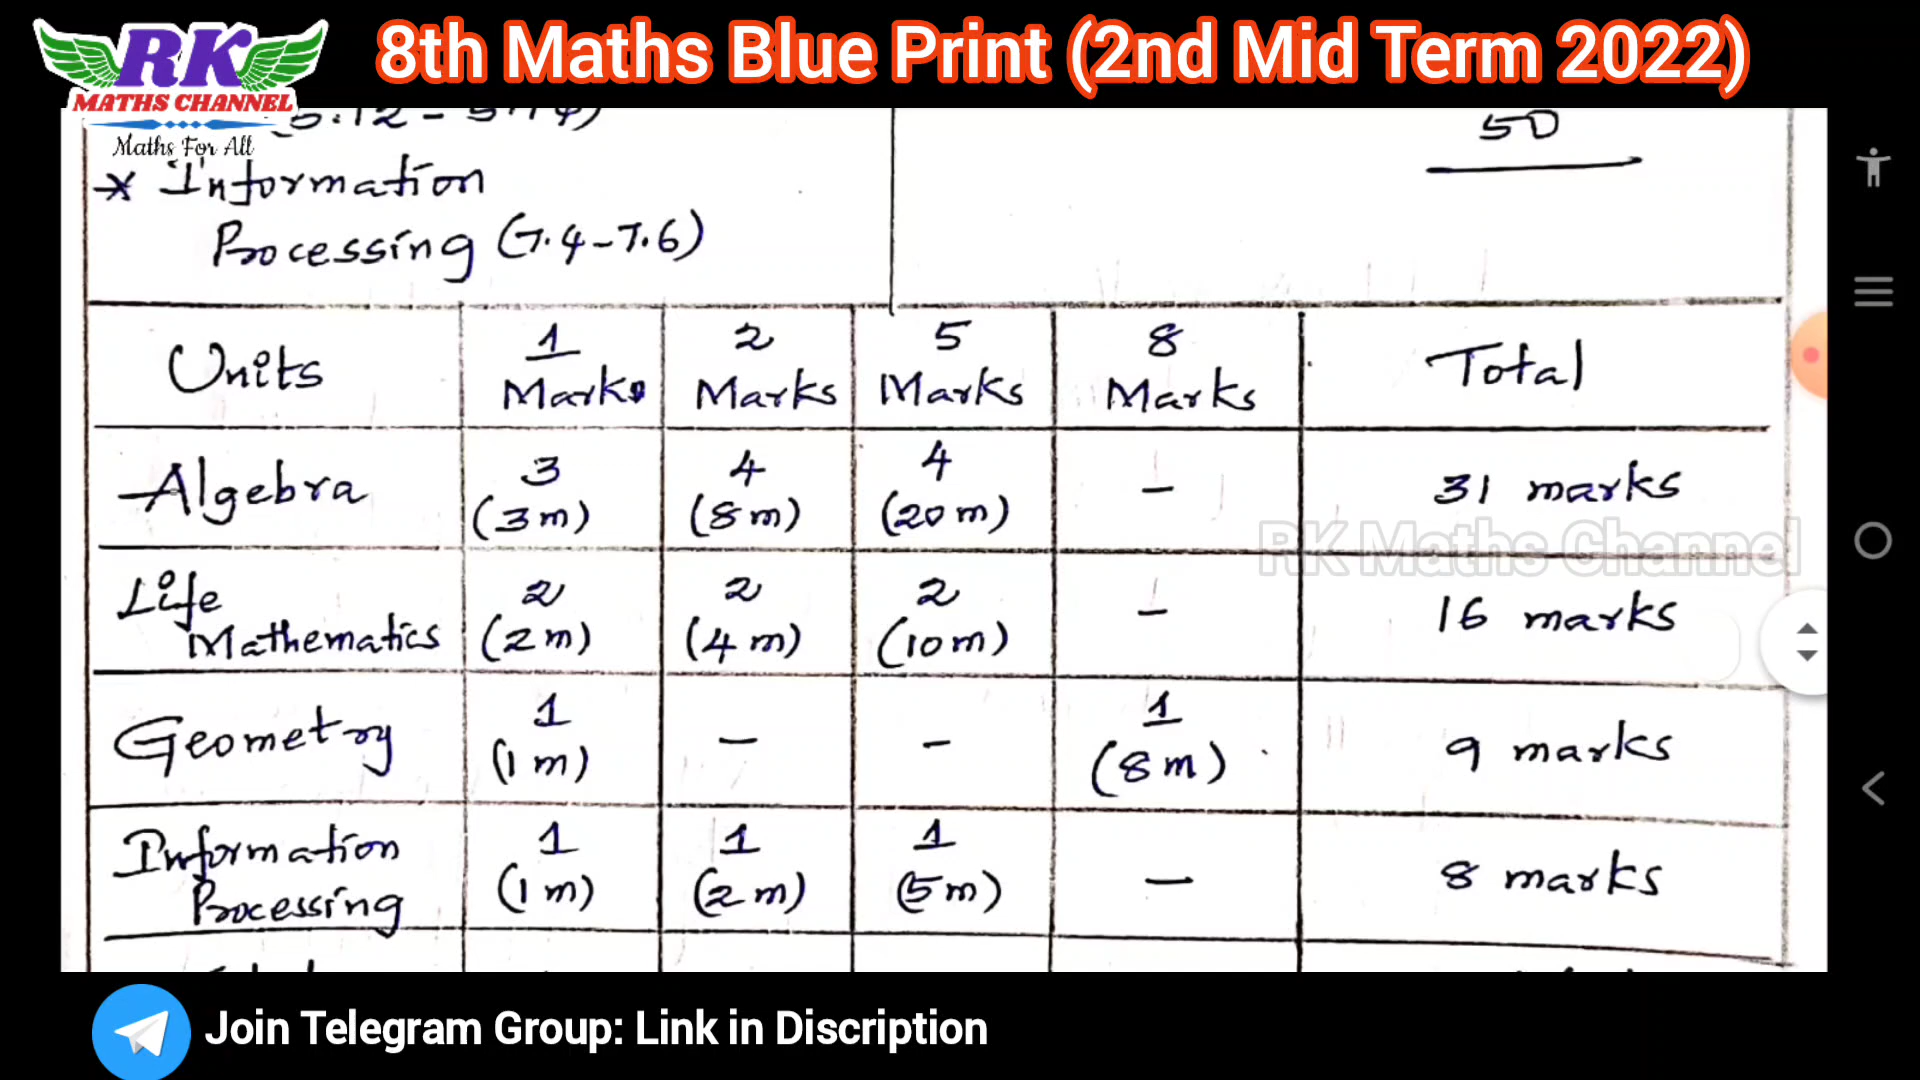 RK
MATHS CHANNEL
Maths For All
8th Maths Blue Print (2nd Mid Term 2022)
50
* Information
Processing (7.4-7.6)
Units 1 Marks 2 Marks 5 Marks 8 Marks Total
Algebra 3 (3m) 4 (8m) 4 (20m) - 31 marks
RK Maths Channel
Life Mathematics 2 (2m) 2 (4m) 2 (10m) - 16 marks
Geometry 1 (1m) - - 1 (8m) 9 marks
Information Processing 1 (1m) 1 (2m) 1 (5m) - 8 marks
Join Telegram Group: Link in Discription